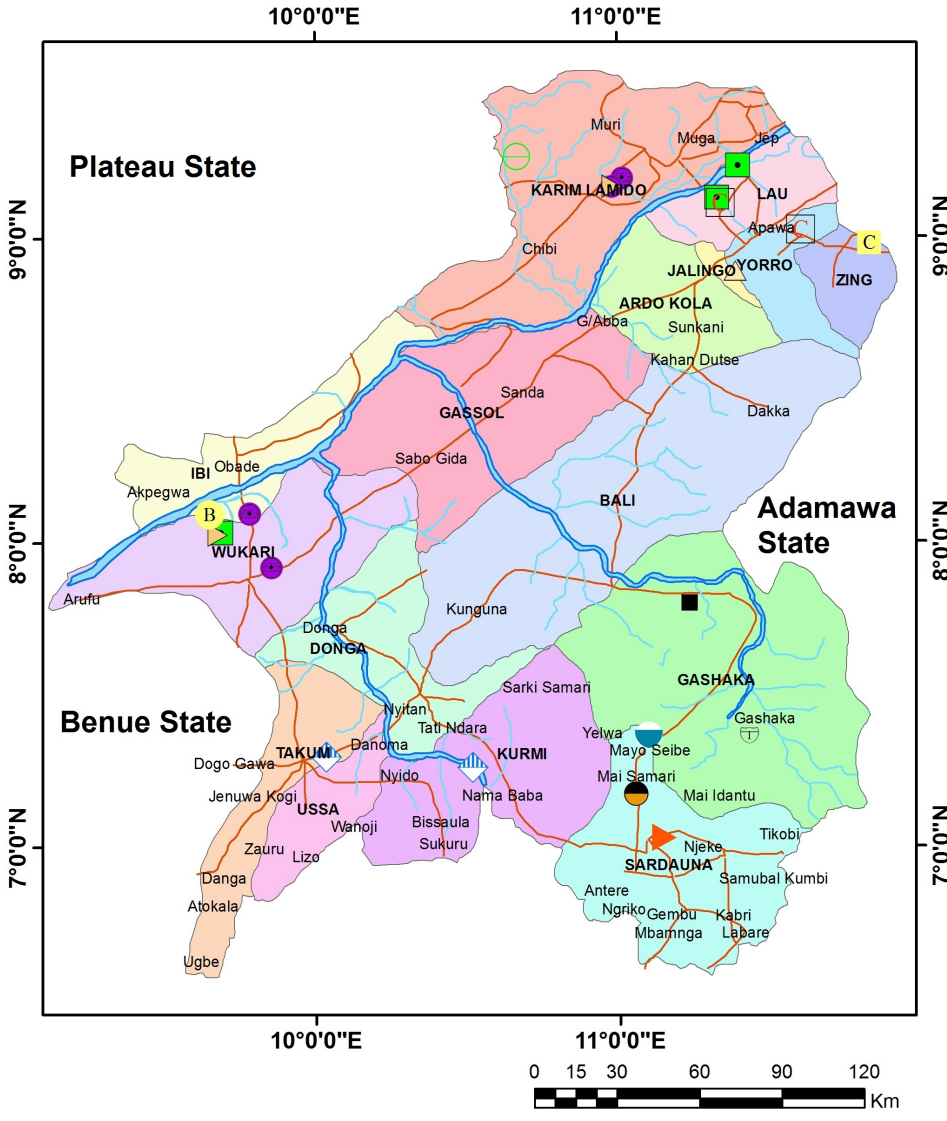 10°0'0"E 11°0'0"E
Plateau State
Muri
Muga
Jep
KARIM LAMIDO
LAU
9°0'0"N
9°0'0"N
Apawa
C
C
C
Chibi
JALINGO
YORRO
ZING
ARDO KOLA
G/Abba
Sunkani
Kahan Dutse
Sanda
GASSOL
Dakka
Sabo Gida
IBI
Obade
Akpegwa
BALI
B
Adamawa
State
8°0'0"N
8°0'0"N
WUKARI
Arufu
Kunguna
Donga
DONGA
GASHAKA
Sarki Samari
Benue State
Nyitan
Gashaka
Tati Ndara
Yelwa
T
Danoma
Mayo Seibe
TAKUM
KURMI
Dogo Gawa
Nyido
Mai Samari
Jenuwa Kogi
Nama Baba
Mai Idantu
USSA
Wanoji
Bissaula
Tikobi
7°0'0"N
7°0'0"N
Sukuru
Njeke
Zauru
Lizo
SARDAUNA
Danga
Samubal Kumbi
Antere
Atokala
Ngriko
Gembu
Kabri
Mbamnga
Labare
Ugbe
10°0'0"E 11°0'0"E
0 15 30 60 90 120
Km